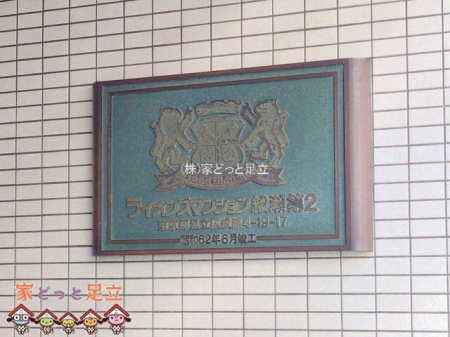 (株)家どっと足立
ライオンズマンション綾瀬第2
東京都足立区綾瀬4-19-17
昭和62年6月竣工
家どっと足立